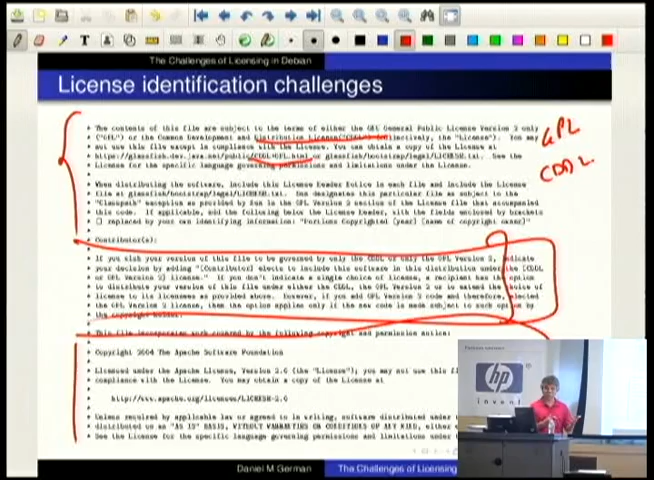 The Challenges of Licensing in Debian
License identification challenges
* The contents of this file are subject to the terms of either the GNU General Public License Version 2 only
* ("GPL") or the Common Development and Distribution License("CDDL") (collectively, the "License"). You may
* not use this file except in compliance with the License. You can obtain a copy of the License at
* https://glassfish.dev.java.net/public/CDDL+GPL.html or glassfish/bootstrap/legal/LICENSE.txt. See the
* License for the specific language governing permissions and limitations under the License.
GPL
CDDL
* When distributing the software, include this License Header Notice in each file and include the License
* file at glassfish/bootstrap/legal/LICENSE.txt. Sun designates this particular file as subject to the
* "Classpath" exception as provided by Sun in the GPL Version 2 section of the License file that accompanied
* this code. If applicable, add the following below the License Header, with the fields enclosed by brackets
* [] replaced by your own identifying information: "Portions Copyrighted [year] [name of copyright owner]"
* Contributor(s):
* If you wish your version of this file to be governed by only the CDDL or only the GPL Version 2, indicate
* your decision by adding "[Contributor] elects to include this software in this distribution under the [CDDL
* or GPL Version 2] license." If you don't indicate a single choice of license, a recipient has the option
* to distribute your version of this file under either the CDDL, the GPL Version 2 or to extend the choice of
* license to its licensees as provided above. However, if you add GPL Version 2 code and therefore, elected
* the GPL Version 2 license, then the option applies only if the new code is made subject to such option by
* the copyright holder.
* This file incorporates work covered by the following copyright and permission notice:
* Copyright 2004 The Apache Software Foundation
* Licensed under the Apache License, Version 2.0 (the "License"); you may not use this fil
* compliance with the License. You may obtain a copy of the License at
* http://www.apache.org/licenses/LICENSE-2.0
* Unless required by applicable law or agreed to in writing, software distributed under
* distributed on an "AS IS" BASIS, WITHOUT WARRANTIES OR CONDITIONS OF ANY KIND, either e
* See the License for the specific language governing permissions and limitations under
hp
invent
Daniel M German
The Challenges of Licensing